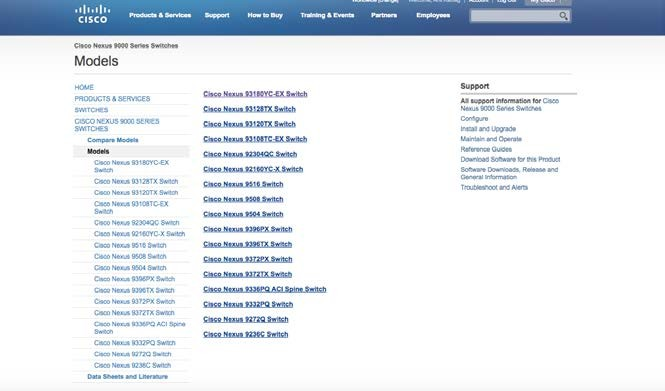 Worldwide [change]
Account
Log Out
My Cisco
CISCO
Products & Services
Support
How to Buy
Training & Events
Partners
Employees
Cisco Nexus 9000 Series Switches
Models
HOME
PRODUCTS & SERVICES
SWITCHES
CISCO NEXUS 9000 SERIES
SWITCHES
Compare Models
Models
Cisco Nexus 93180YC-EX
Switch
Cisco Nexus 93128TX Switch
Cisco Nexus 93120TX Switch
Cisco Nexus 93108TC-EX
Switch
Cisco Nexus 92304QC Switch
Cisco Nexus 92160YC-X Switch
Cisco Nexus 9516 Switch
Cisco Nexus 9508 Switch
Cisco Nexus 9504 Switch
Cisco Nexus 9396PX Switch
Cisco Nexus 9396TX Switch
Cisco Nexus 9372PX Switch
Cisco Nexus 9372TX Switch
Cisco Nexus 9336PQ ACI Spine
Switch
Cisco Nexus 9332PQ Switch
Cisco Nexus 9272Q Switch
Cisco Nexus 9236C Switch
Data Sheets and Literature
Cisco Nexus 93180YC-EX Switch
Cisco Nexus 93128TX Switch
Cisco Nexus 93120TX Switch
Cisco Nexus 93108TC-EX Switch
Cisco Nexus 92304QC Switch
Cisco Nexus 92160YC-X Switch
Cisco Nexus 9516 Switch
Cisco Nexus 9508 Switch
Cisco Nexus 9504 Switch
Cisco Nexus 9396PX Switch
Cisco Nexus 9396TX Switch
Cisco Nexus 9372PX Switch
Cisco Nexus 9372TX Switch
Cisco Nexus 9336PQ ACI Spine Switch
Cisco Nexus 9332PQ Switch
Cisco Nexus 9272Q Switch
Cisco Nexus 9236C Switch
Support
All support information for Cisco
Nexus 9000 Series Switches
Configure
Install and Upgrade
Maintain and Operate
Reference Guides
Download Software for this Product
Software Downloads, Release and
General Information
Troubleshoot and Alerts